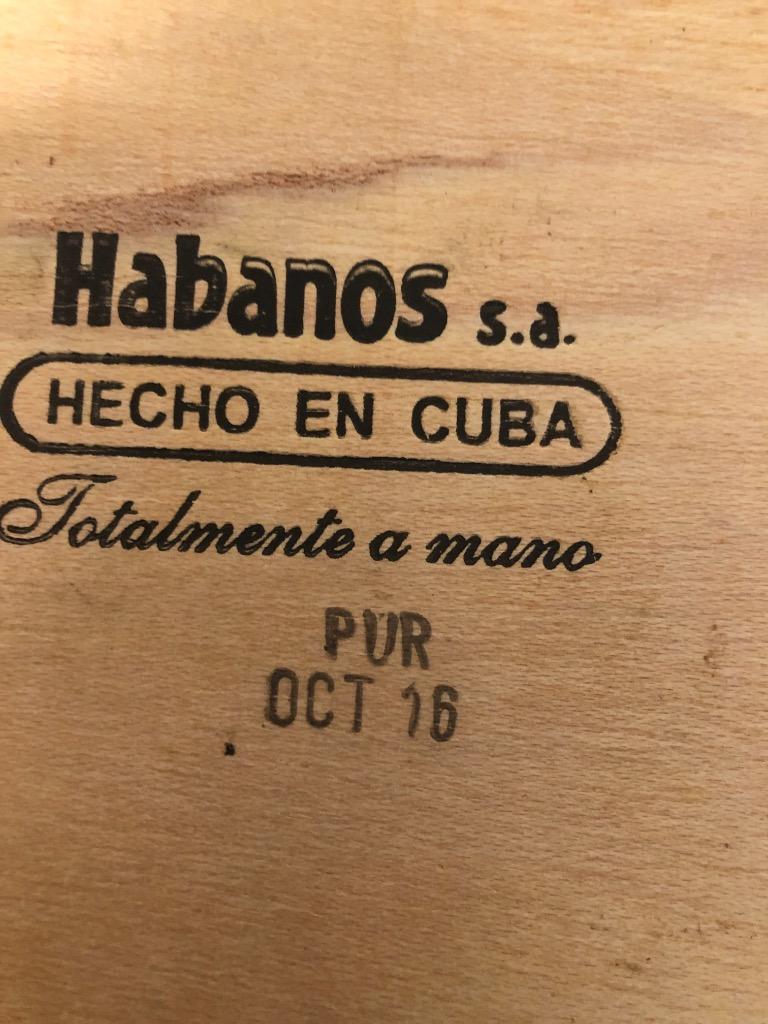 Habanos s.a.
HECHO EN CUBA
Totalmente a mano
PUR
OCT 16